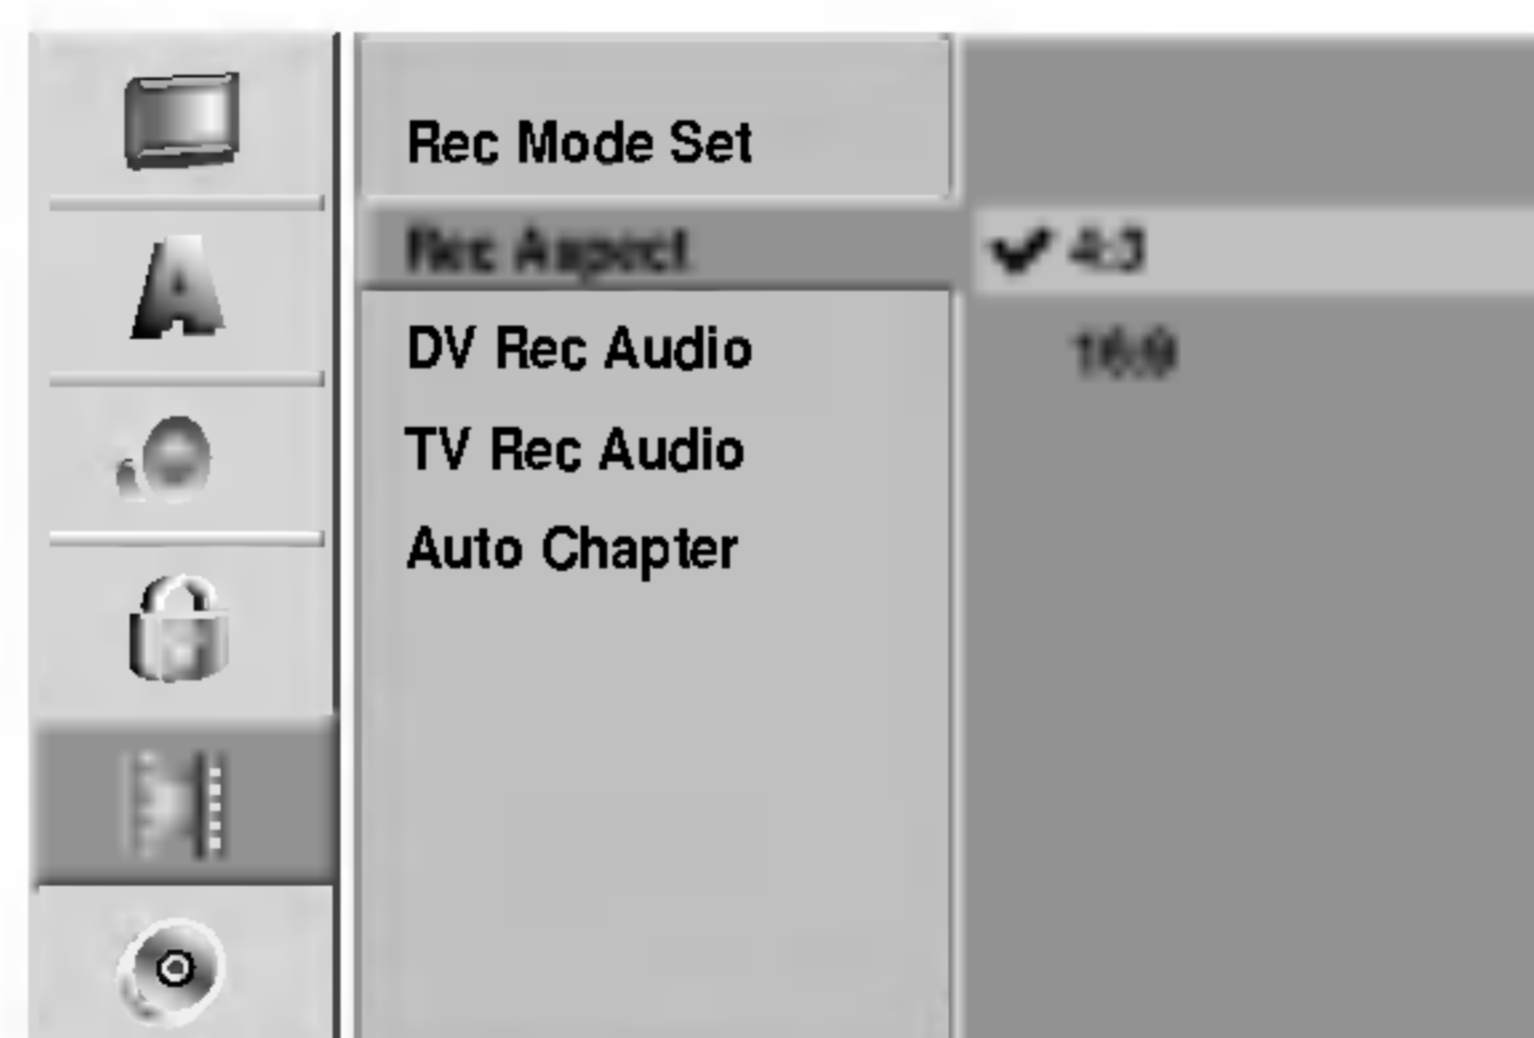 Rec Mode Set
Rec Aspect
4:3
DV Rec Audio
16:9
TV Rec Audio
Auto Chapter